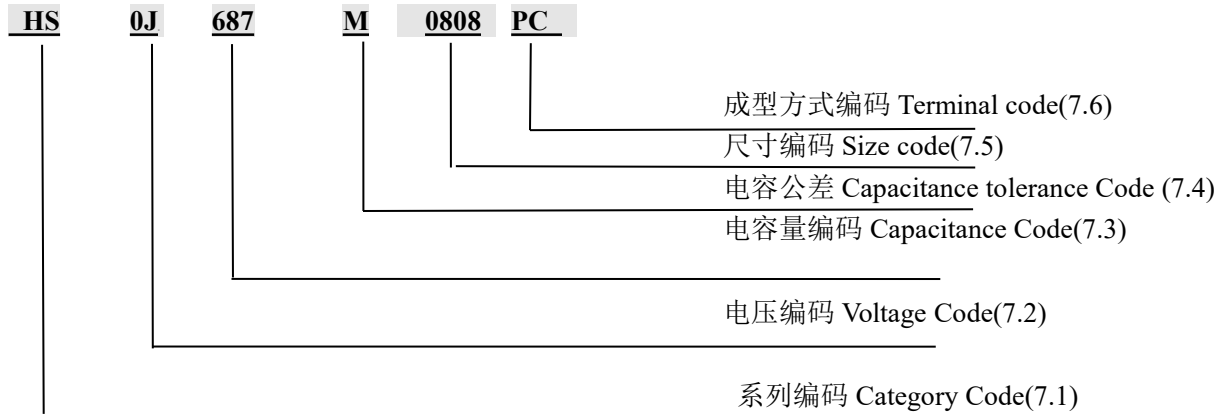 HS 0J 687 M 0808 PC
成型方式编码 Terminal code(7.6)
尺寸编码 Size code(7.5)
电容公差 Capacitance tolerance Code (7.4)
电容量编码 Capacitance Code(7.3)
电压编码 Voltage Code(7.2)
系列编码 Category Code(7.1)